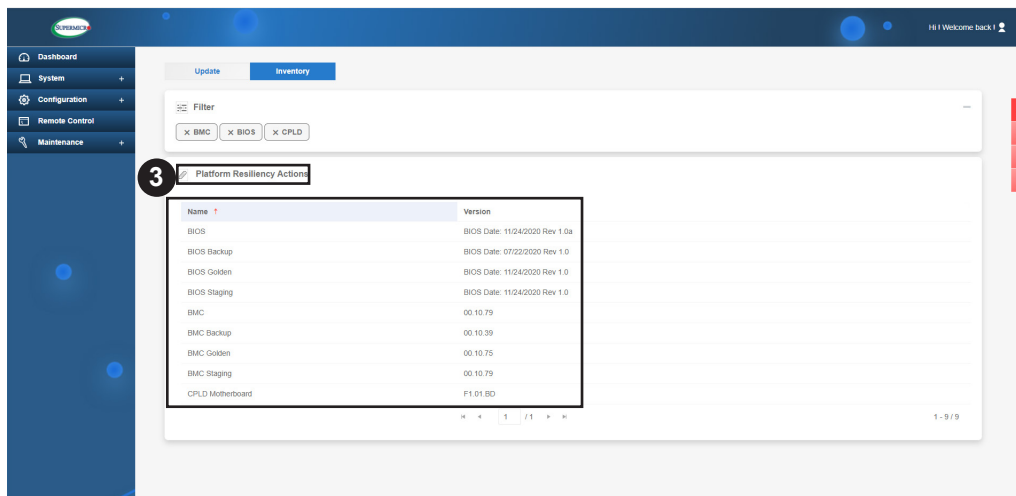 SUPERMICR
Hi ! Welcome back !
Dashboard
System +
Configuration +
Remote Control
Maintenance +
Update Inventory
Filter
× BMC × BIOS × CPLD
3 Platform Resiliency Actions
Name ↑ Version
BIOS BIOS Date: 11/24/2020 Rev 1.0a
BIOS Backup BIOS Date: 07/22/2020 Rev 1.0
BIOS Golden BIOS Date: 11/24/2020 Rev 1.0
BIOS Staging BIOS Date: 11/24/2020 Rev 1.0
BMC 00.10.79
BMC Backup 00.10.39
BMC Golden 00.10.75
BMC Staging 00.10.79
CPLD Motherboard F1.01.BD
1 / 1 1 - 9 / 9